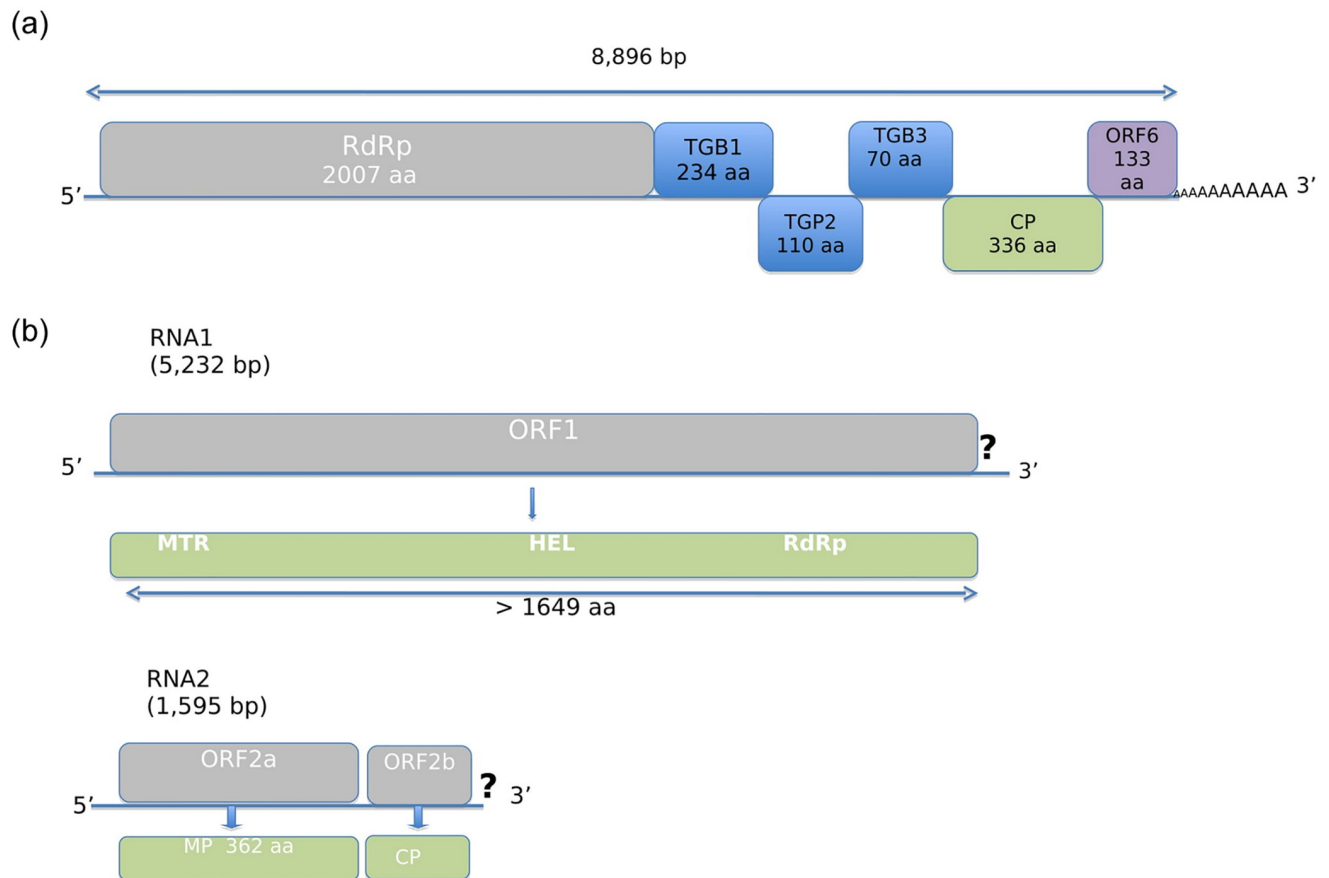 (a)
8,896 bp
RdRp
2007 aa
TGB1
234 aa
TGP2
110 aa
TGB3
70 aa
CP
336 aa
ORF6
133
aa
5’
AAAAAAAAAA 3’
(b)
RNA1
(5,232 bp)
ORF1
?
5’
3’
MTR HEL RdRp
> 1649 aa
RNA2
(1,595 bp)
ORF2a
ORF2b
?
5’
3’
MP 362 aa
CP